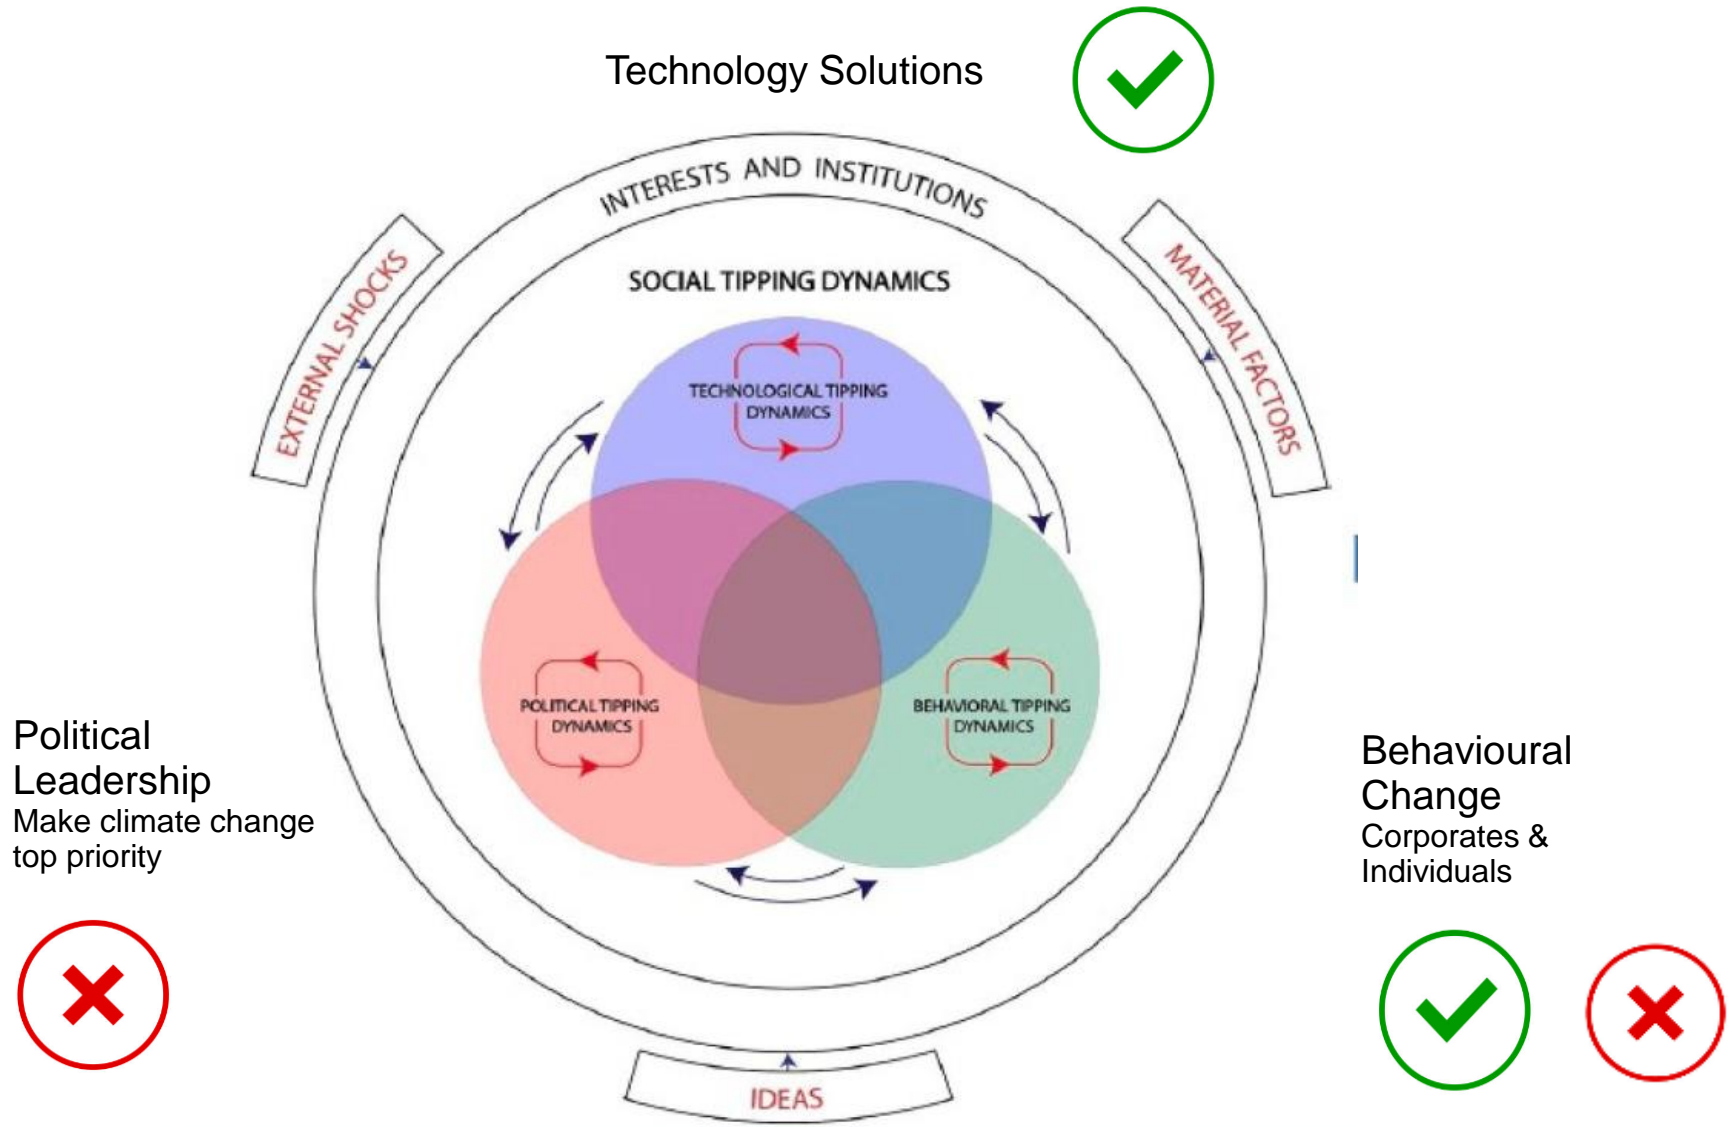 Technology Solutions
INTERESTS AND INSTITUTIONS
EXTERNAL SHOCKS
MATERIAL FACTORS
SOCIAL TIPPING DYNAMICS
TECHNOLOGICAL TIPPING
DYNAMICS
POLITICAL TIPPING
DYNAMICS
BEHAVIORAL TIPPING
DYNAMICS
Political
Leadership
Make climate change
top priority
Behavioural
Change
Corporates &
Individuals
IDEAS